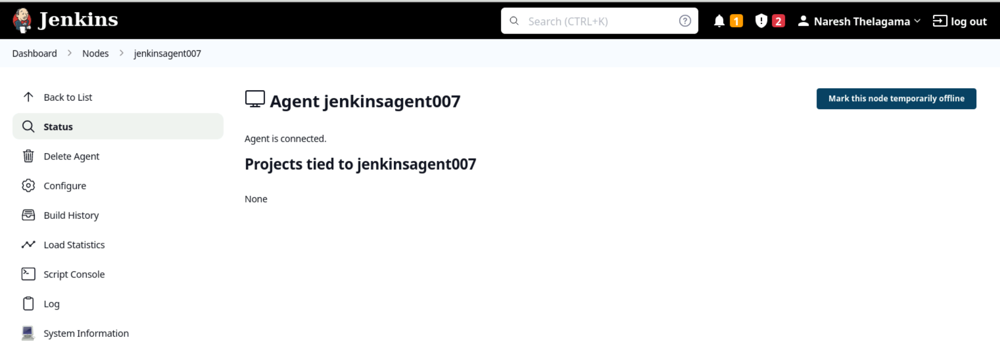 Jenkins
Search (CTRL+K)
1
2
Naresh Thelagama
log out
Dashboard
Nodes
jenkinsagent007
Back to List
Status
Delete Agent
Configure
Build History
Load Statistics
Script Console
Log
System Information
Agent jenkinsagent007
Mark this node temporarily offline
Agent is connected.
Projects tied to jenkinsagent007
None